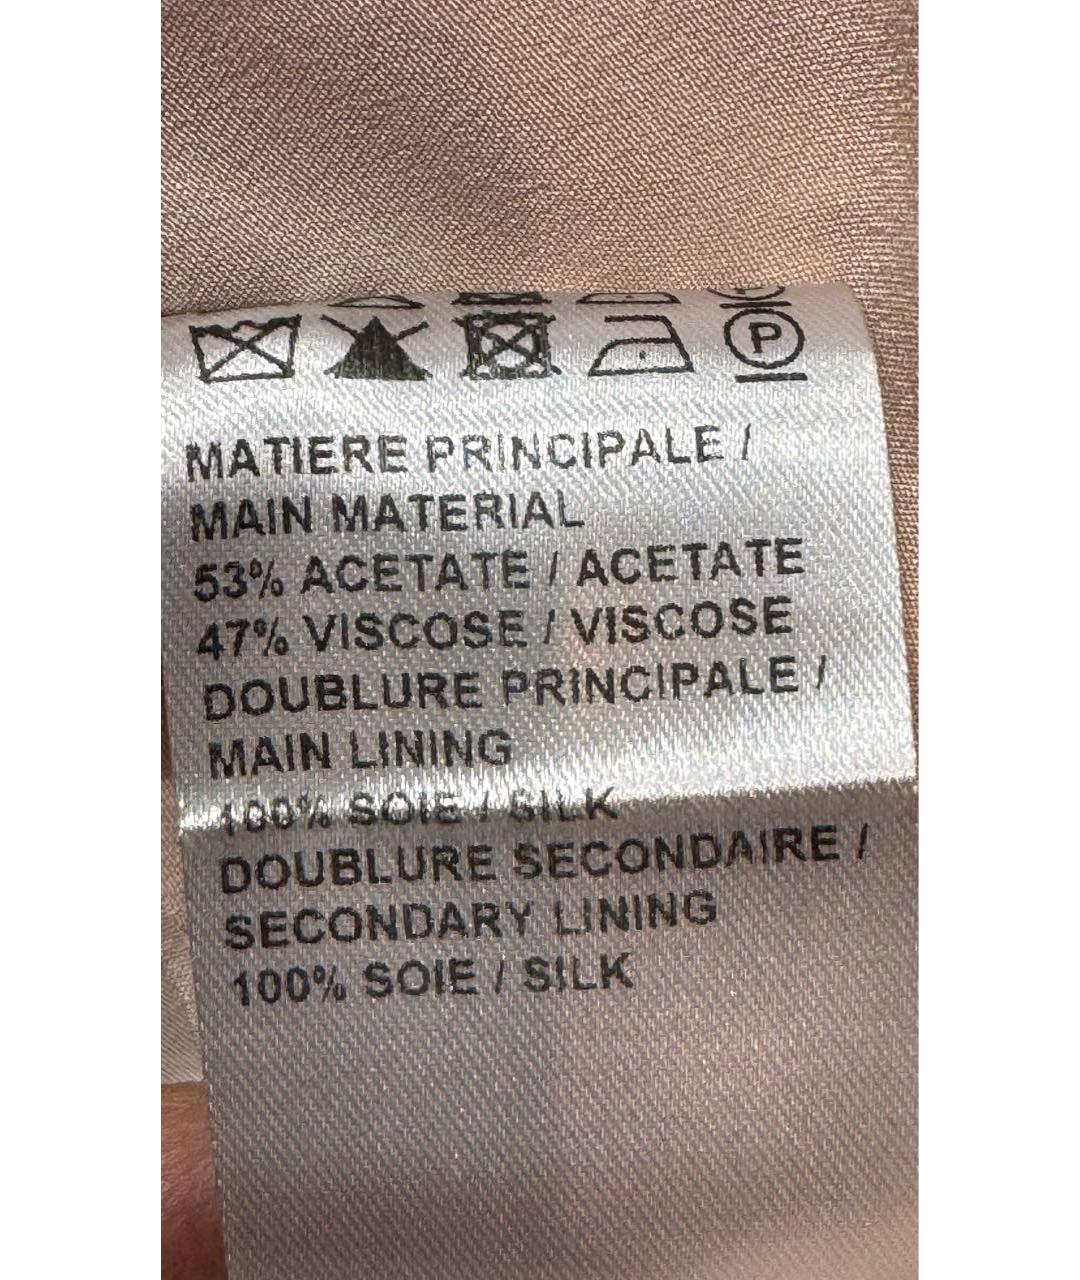 P
MATIERE PRINCIPALE /
MAIN MATERIAL
53% ACETATE / ACETATE
47% VISCOSE / VISCOSE
DOUBLURE PRINCIPALE /
MAIN LINING
100% SOIE / SILK
DOUBLURE SECONDAIRE /
SECONDARY LINING
100% SOIE / SILK